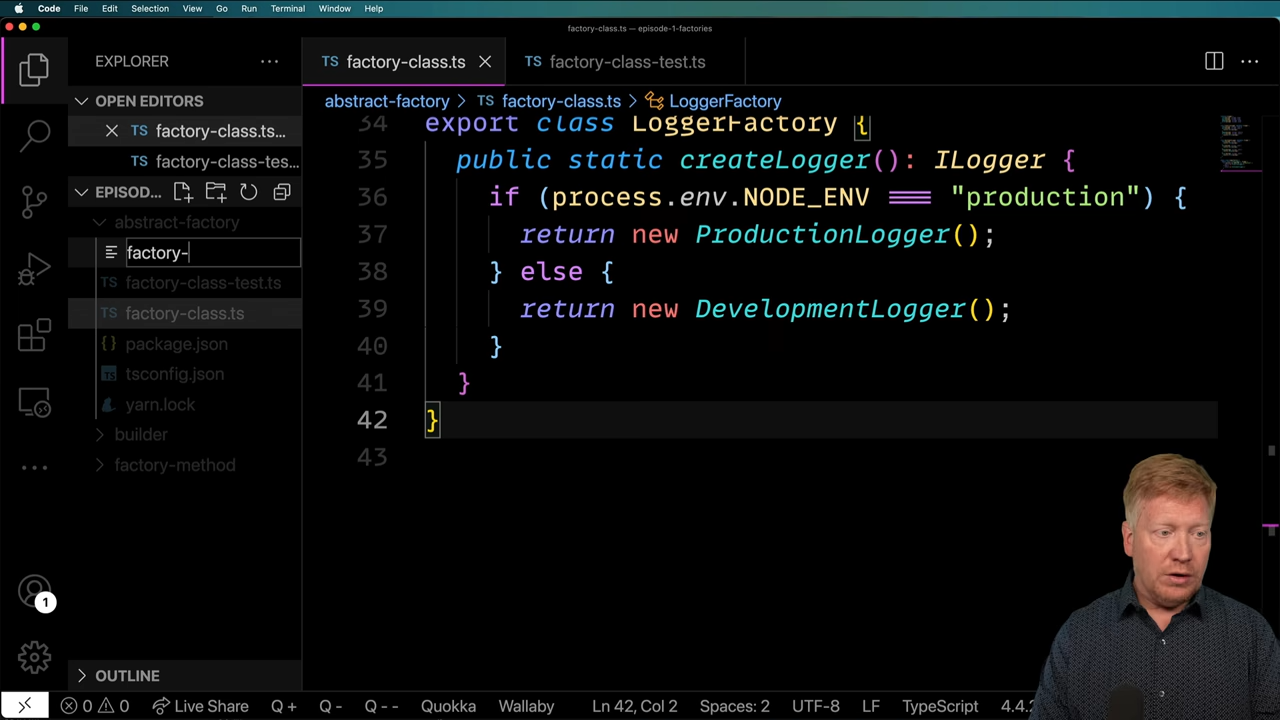 Code File Edit Selection View Go Run Terminal Window Help
factory-class.ts — episode-1-factories
EXPLORER
TS factory-class.ts
TS factory-class-test.ts
OPEN EDITORS
abstract-factory > TS factory-class.ts > LoggerFactory
TS factory-class.ts...
TS factory-class-tes...
EPISOD...
abstract-factory
factory-
TS factory-class-test.ts
TS factory-class.ts
{} package.json
TS tsconfig.json
yarn.lock
builder
factory-method
34 export class LoggerFactory {
35 public static createLogger(): ILogger {
36 if (process.env.NODE_ENV === "production") {
37 return new ProductionLogger();
38 } else {
39 return new DevelopmentLogger();
40 }
41 }
42 }
43
1
OUTLINE
0 0 Live Share Q + Q - Q - - Quokka Wallaby Ln 42, Col 2 Spaces: 2 UTF-8 LF TypeScript 4.4.